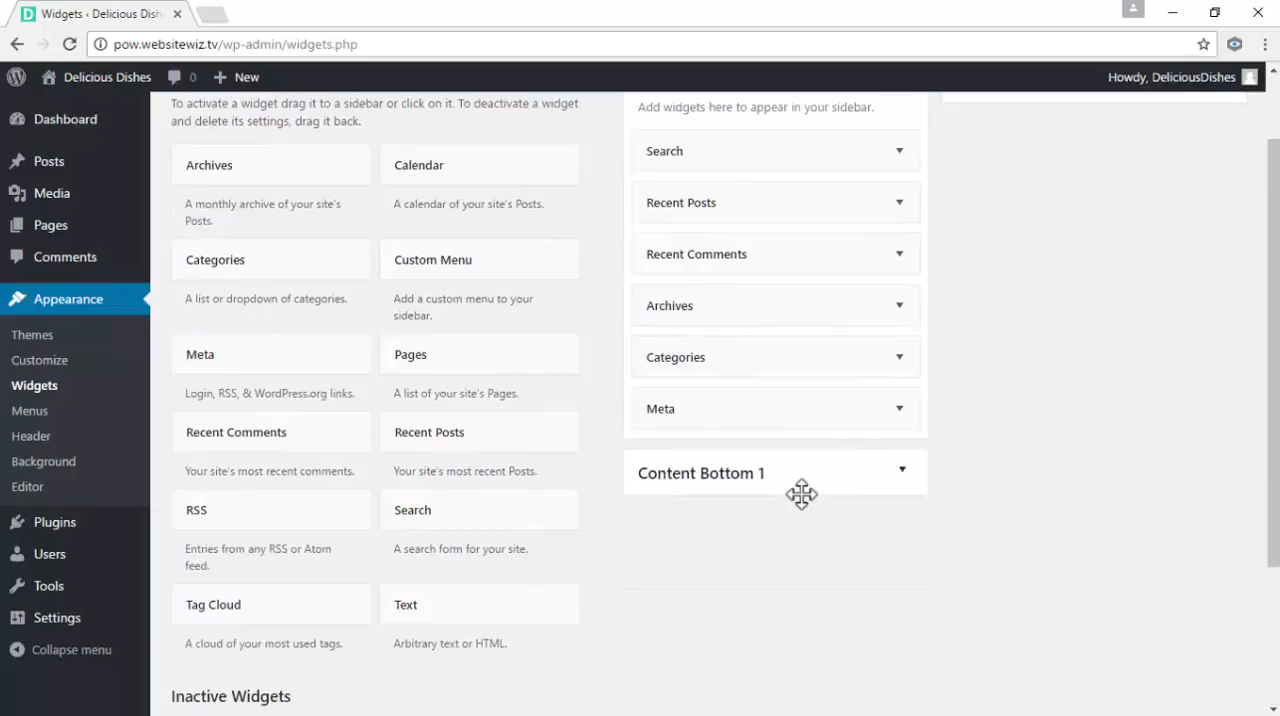 Widgets ‹ Delicious Dish
pow.websitewiz.tv/wp-admin/widgets.php
Delicious Dishes
0
New
Howdy, DeliciousDishes
Dashboard
Posts
Media
Pages
Comments
Appearance
Themes
Customize
Widgets
Menus
Header
Background
Editor
Plugins
Users
Tools
Settings
Collapse menu
To activate a widget drag it to a sidebar or click on it. To deactivate a widget
and delete its settings, drag it back.
Archives
A monthly archive of your site's
Posts.
Calendar
A calendar of your site's Posts.
Categories
A list or dropdown of categories.
Custom Menu
Add a custom menu to your
sidebar.
Meta
Login, RSS, & WordPress.org links.
Pages
A list of your site's Pages.
Recent Comments
Your site's most recent comments.
Recent Posts
Your site's most recent Posts.
RSS
Entries from any RSS or Atom
feed.
Search
A search form for your site.
Tag Cloud
A cloud of your most used tags.
Text
Arbitrary text or HTML.
Inactive Widgets
Add widgets here to appear in your sidebar.
Search
Recent Posts
Recent Comments
Archives
Categories
Meta
Content Bottom 1